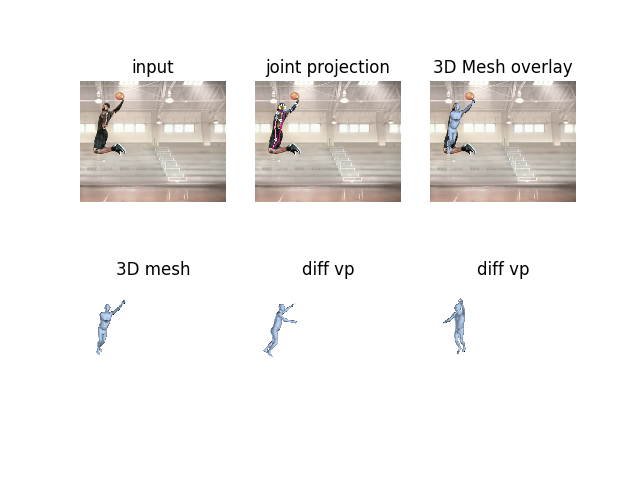 input
joint projection
3D Mesh overlay
3D mesh
diff vp
diff vp